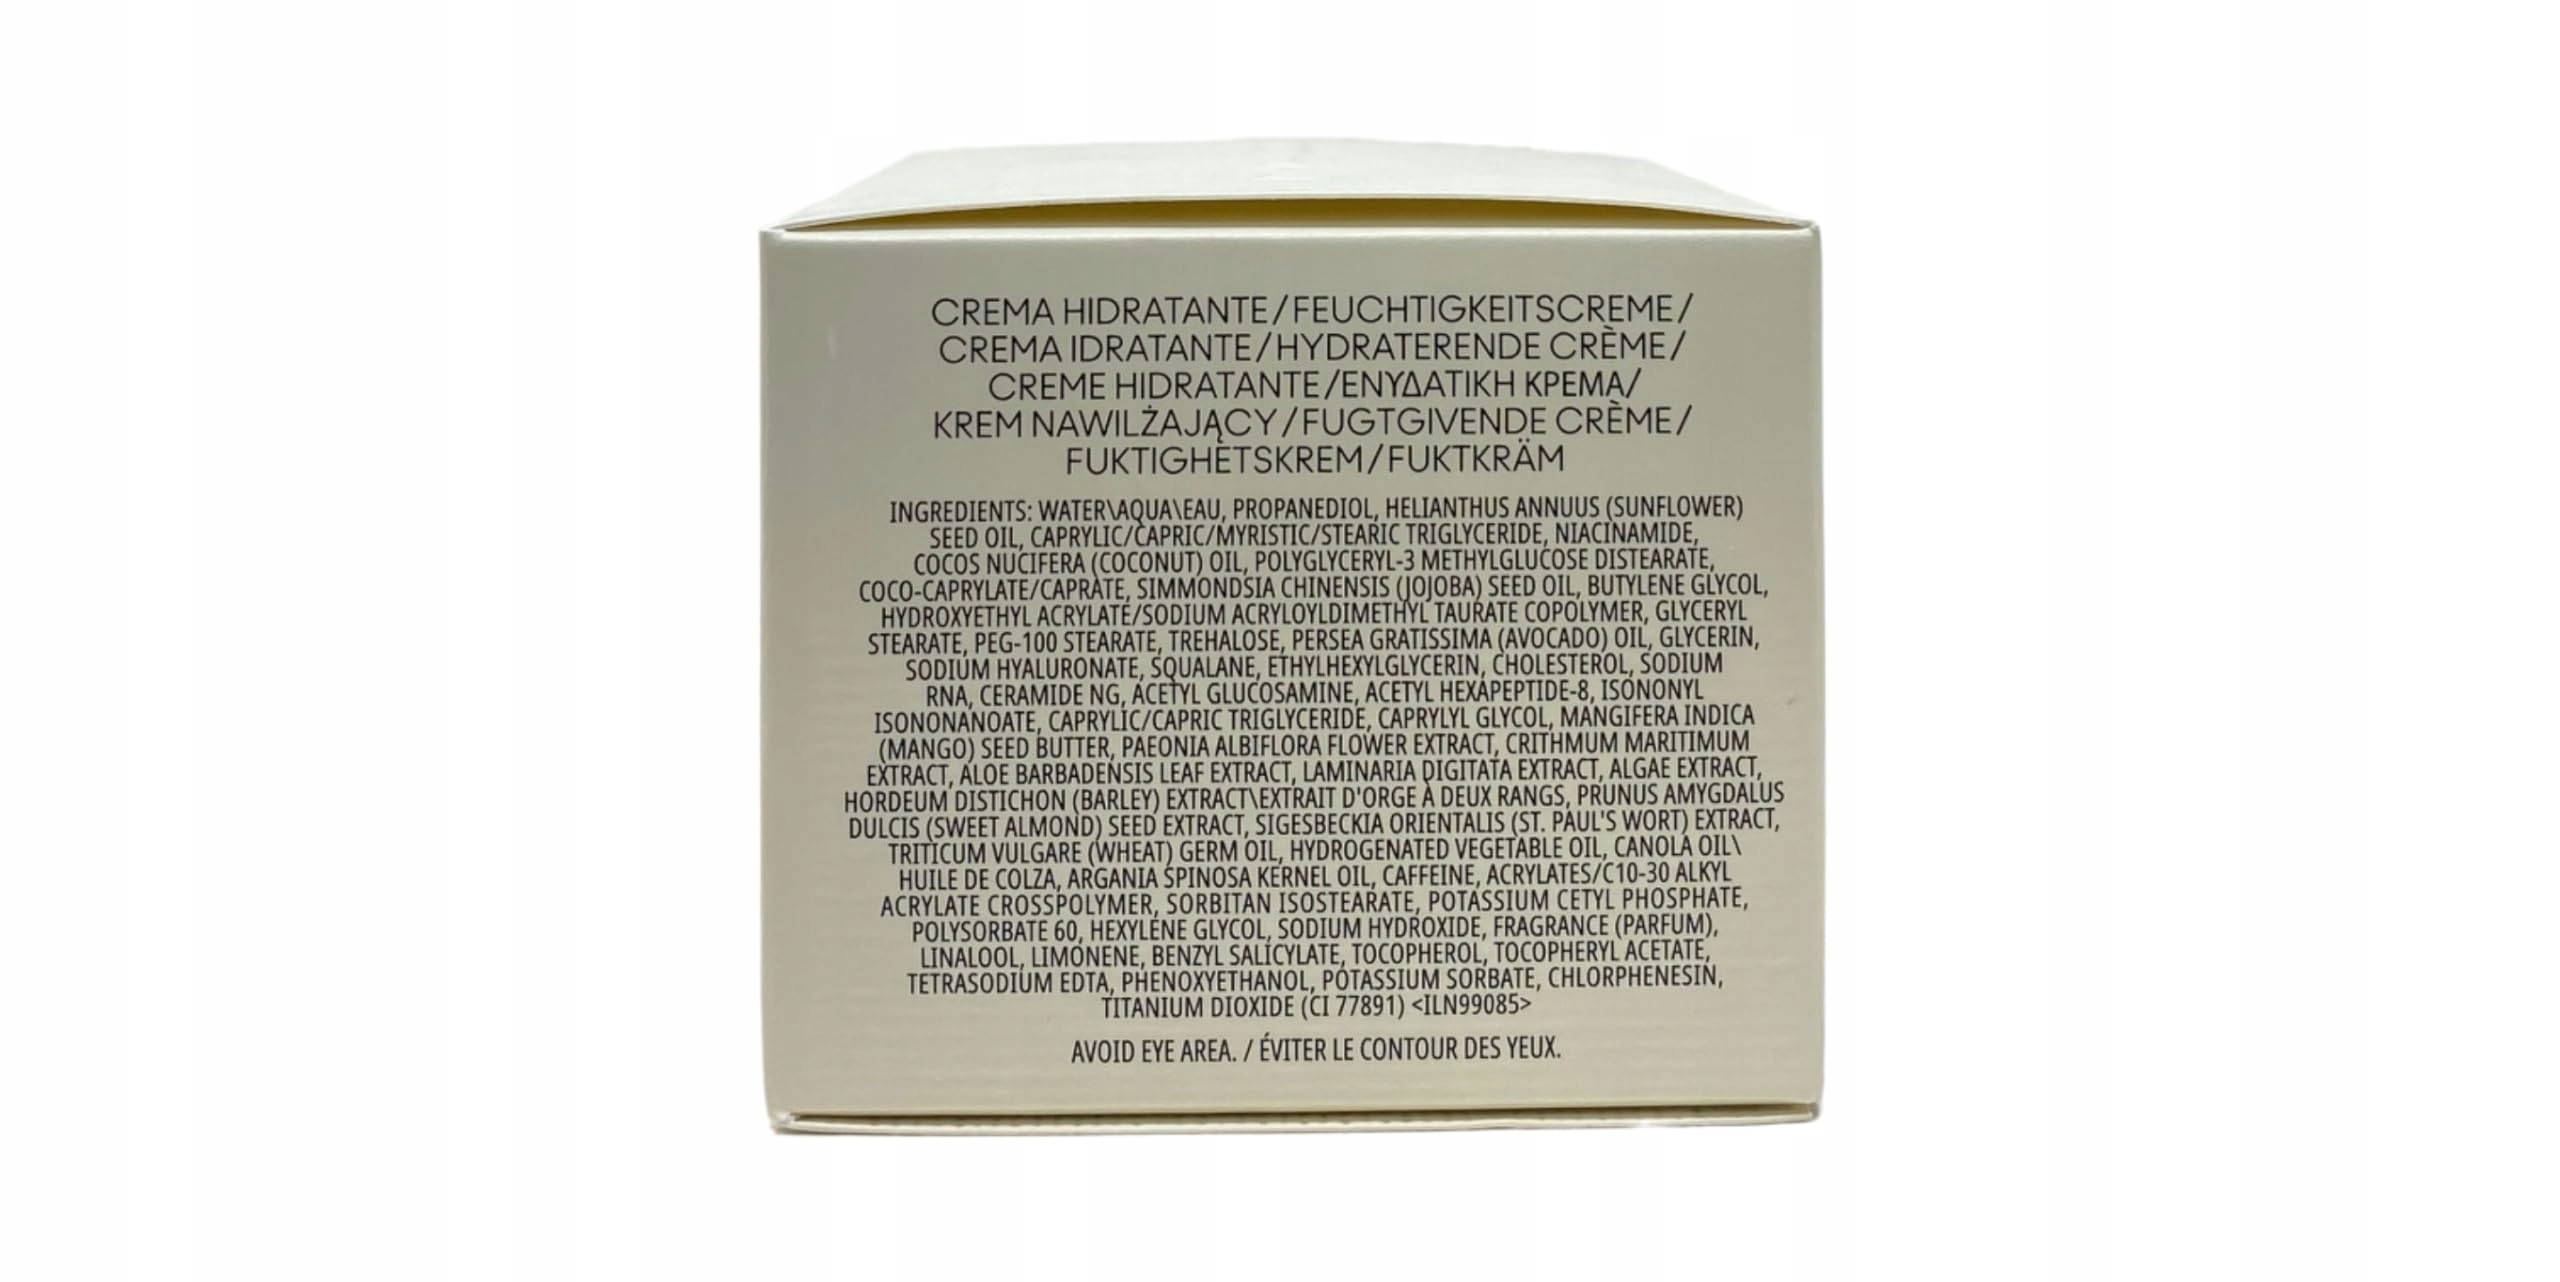 CREMA HIDRATANTE/FEUCHTIGKEITSCREME/
CREMA IDRATANTE/HYDRATERENDE CRÈME/
CREME HIDRATANTE/ΕΝΥΔΑΤΙΚΗ ΚΡΕΜΑ/
KREM NAWILŻAJĄCY/FUGTGIVENDE CRÈME/
FUKTIGHETSKREM/FUKTKRÄM
INGREDIENTS: WATER\AQUA\EAU, PROPANEDIOL, HELIANTHUS ANNUUS (SUNFLOWER)
SEED OIL, CAPRYLIC/CAPRIC/MYRISTIC/STEARIC TRIGLYCERIDE, NIACINAMIDE,
COCOS NUCIFERA (COCONUT) OIL, POLYGLYCERYL-3 METHYLGLUCOSE DISTEARATE,
COCO-CAPRYLATE/CAPRATE, SIMMONDSIA CHINENSIS (JOJOBA) SEED OIL, BUTYLENE GLYCOL,
HYDROXYETHYL ACRYLATE/SODIUM ACRYLOYLDIMETHYL TAURATE COPOLYMER, GLYCERYL
STEARATE, PEG-100 STEARATE, TREHALOSE, PERSEA GRATISSIMA (AVOCADO) OIL, GLYCERIN,
SODIUM HYALURONATE, SQUALANE, ETHYLHEXYLGLYCERIN, CHOLESTEROL, SODIUM
RNA, CERAMIDE NG, ACETYL GLUCOSAMINE, ACETYL HEXAPEPTIDE-8, ISONONYL
ISONONANOATE, CAPRYLIC/CAPRIC TRIGLYCERIDE, CAPRYLYL GLYCOL, MANGIFERA INDICA
(MANGO) SEED BUTTER, PAEONIA ALBIFLORA FLOWER EXTRACT, CRITHMUM MARITIMUM
EXTRACT, ALOE BARBADENSIS LEAF EXTRACT, LAMINARIA DIGITATA EXTRACT, ALGAE EXTRACT,
HORDEUM DISTICHON (BARLEY) EXTRACT\EXTRAIT D'ORGE À DEUX RANGS, PRUNUS AMYGDALUS
DULCIS (SWEET ALMOND) SEED EXTRACT, SIGESBECKIA ORIENTALIS (ST. PAUL'S WORT) EXTRACT,
TRITICUM VULGARE (WHEAT) GERM OIL, HYDROGENATED VEGETABLE OIL, CANOLA OIL\
HUILE DE COLZA, ARGANIA SPINOSA KERNEL OIL, CAFFEINE, ACRYLATES/C10-30 ALKYL
ACRYLATE CROSSPOLYMER, SORBITAN ISOSTEARATE, POTASSIUM CETYL PHOSPHATE,
POLYSORBATE 60, HEXYLENE GLYCOL, SODIUM HYDROXIDE, FRAGRANCE (PARFUM),
LINALOOL, LIMONENE, BENZYL SALICYLATE, TOCOPHEROL, TOCOPHERYL ACETATE,
TETRASODIUM EDTA, PHENOXYETHANOL, POTASSIUM SORBATE, CHLORPHENESIN,
TITANIUM DIOXIDE (CI 77891) <ILN99085>
AVOID EYE AREA. / ÉVITER LE CONTOUR DES YEUX.